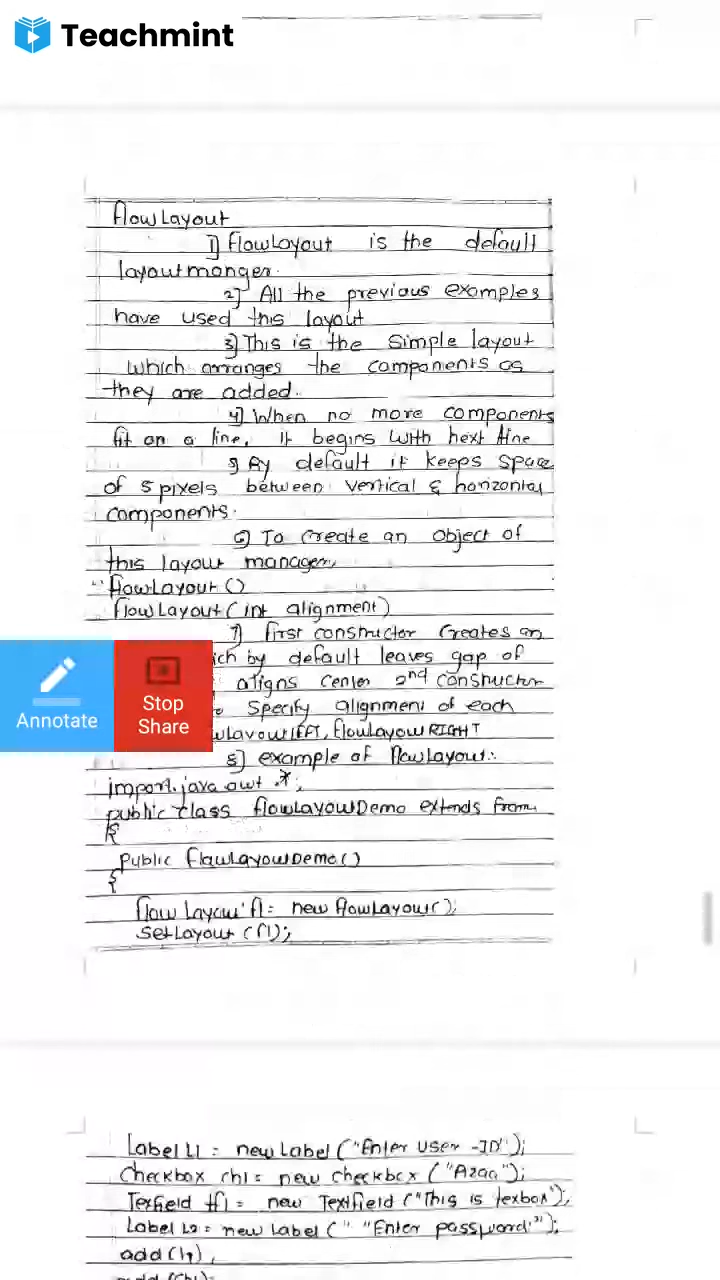 Teachmint
FlowLayout
1] FlowLayout is the default
layoutmanger.
2] All the previous examples
have used this layout
3] This is the simple layout
which arranges the components as
they are added.
4] When no more components
fit on a line, it begins with next line
5] By default it keeps space
of 5 pixels between vertical & horizontal
components.
6] To create an object of
this layout manager,
FlowLayout ()
FlowLayout (int alignment)
7] First constructor creates an
ich by default leaves gap of
aligns center 2nd constructor
specify alignment of each
wLayoutLEFT, FlowLayout RIGHT
8] example of FlowLayout:
import.java.awt.*;
public class FlowLayoutDemo extends Fram
{
Public FlowLayoutDemo()
{
Flow Layout fl = new FlowLayout();
SetLayout (fl);
Annotate
Stop
Share
Label L1 = new Label ("Enter User -ID");
Checkbox ch1 = new checkbox ("Azaa");
Texfield tf1 = new Textfield ("This is texbox");
Label L2 = new Label (" "Enter password"");
add (l1),